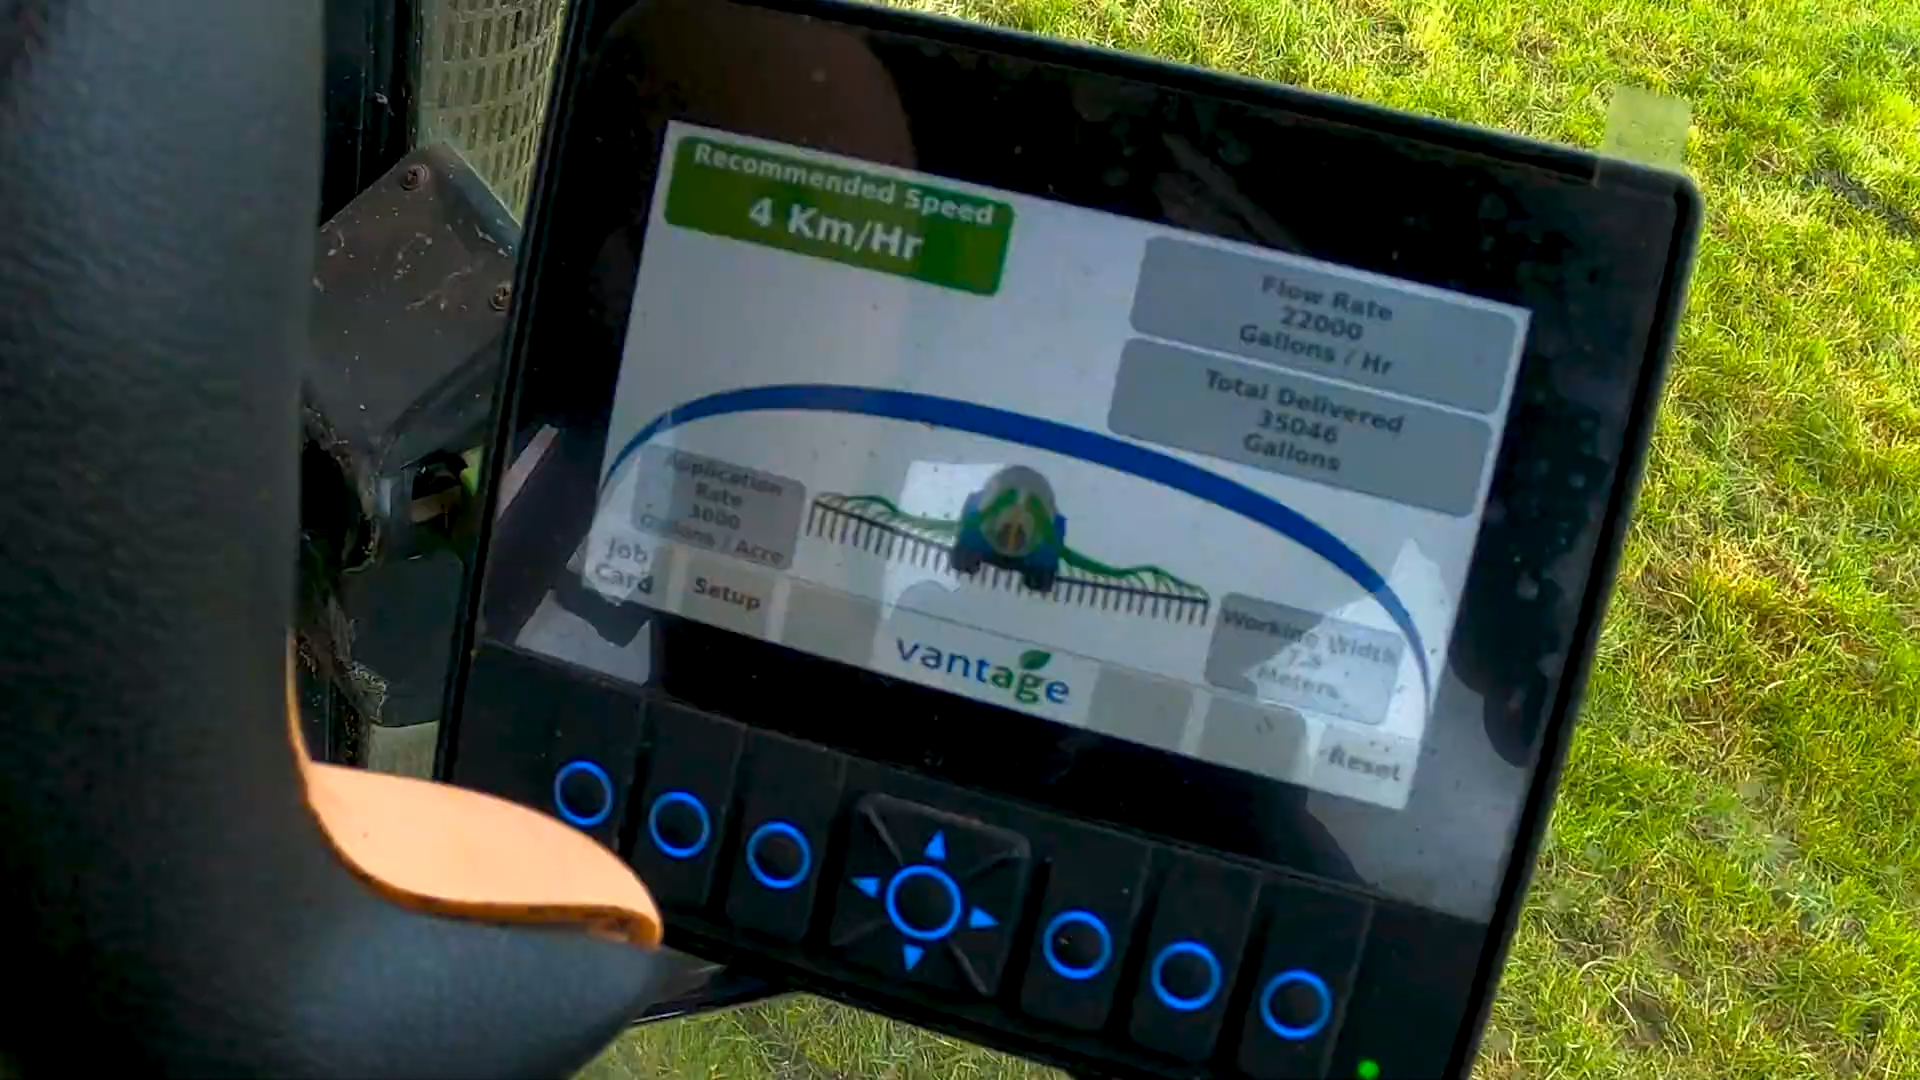 Recommended Speed
4 Km/Hr
Flow Rate
22000
Gallons / Hr
Total Delivered
35046
Gallons
Application
Rate
3000
Gallons / Acre
Working Width
Meters
Job
Card
Setup
vantage
Reset